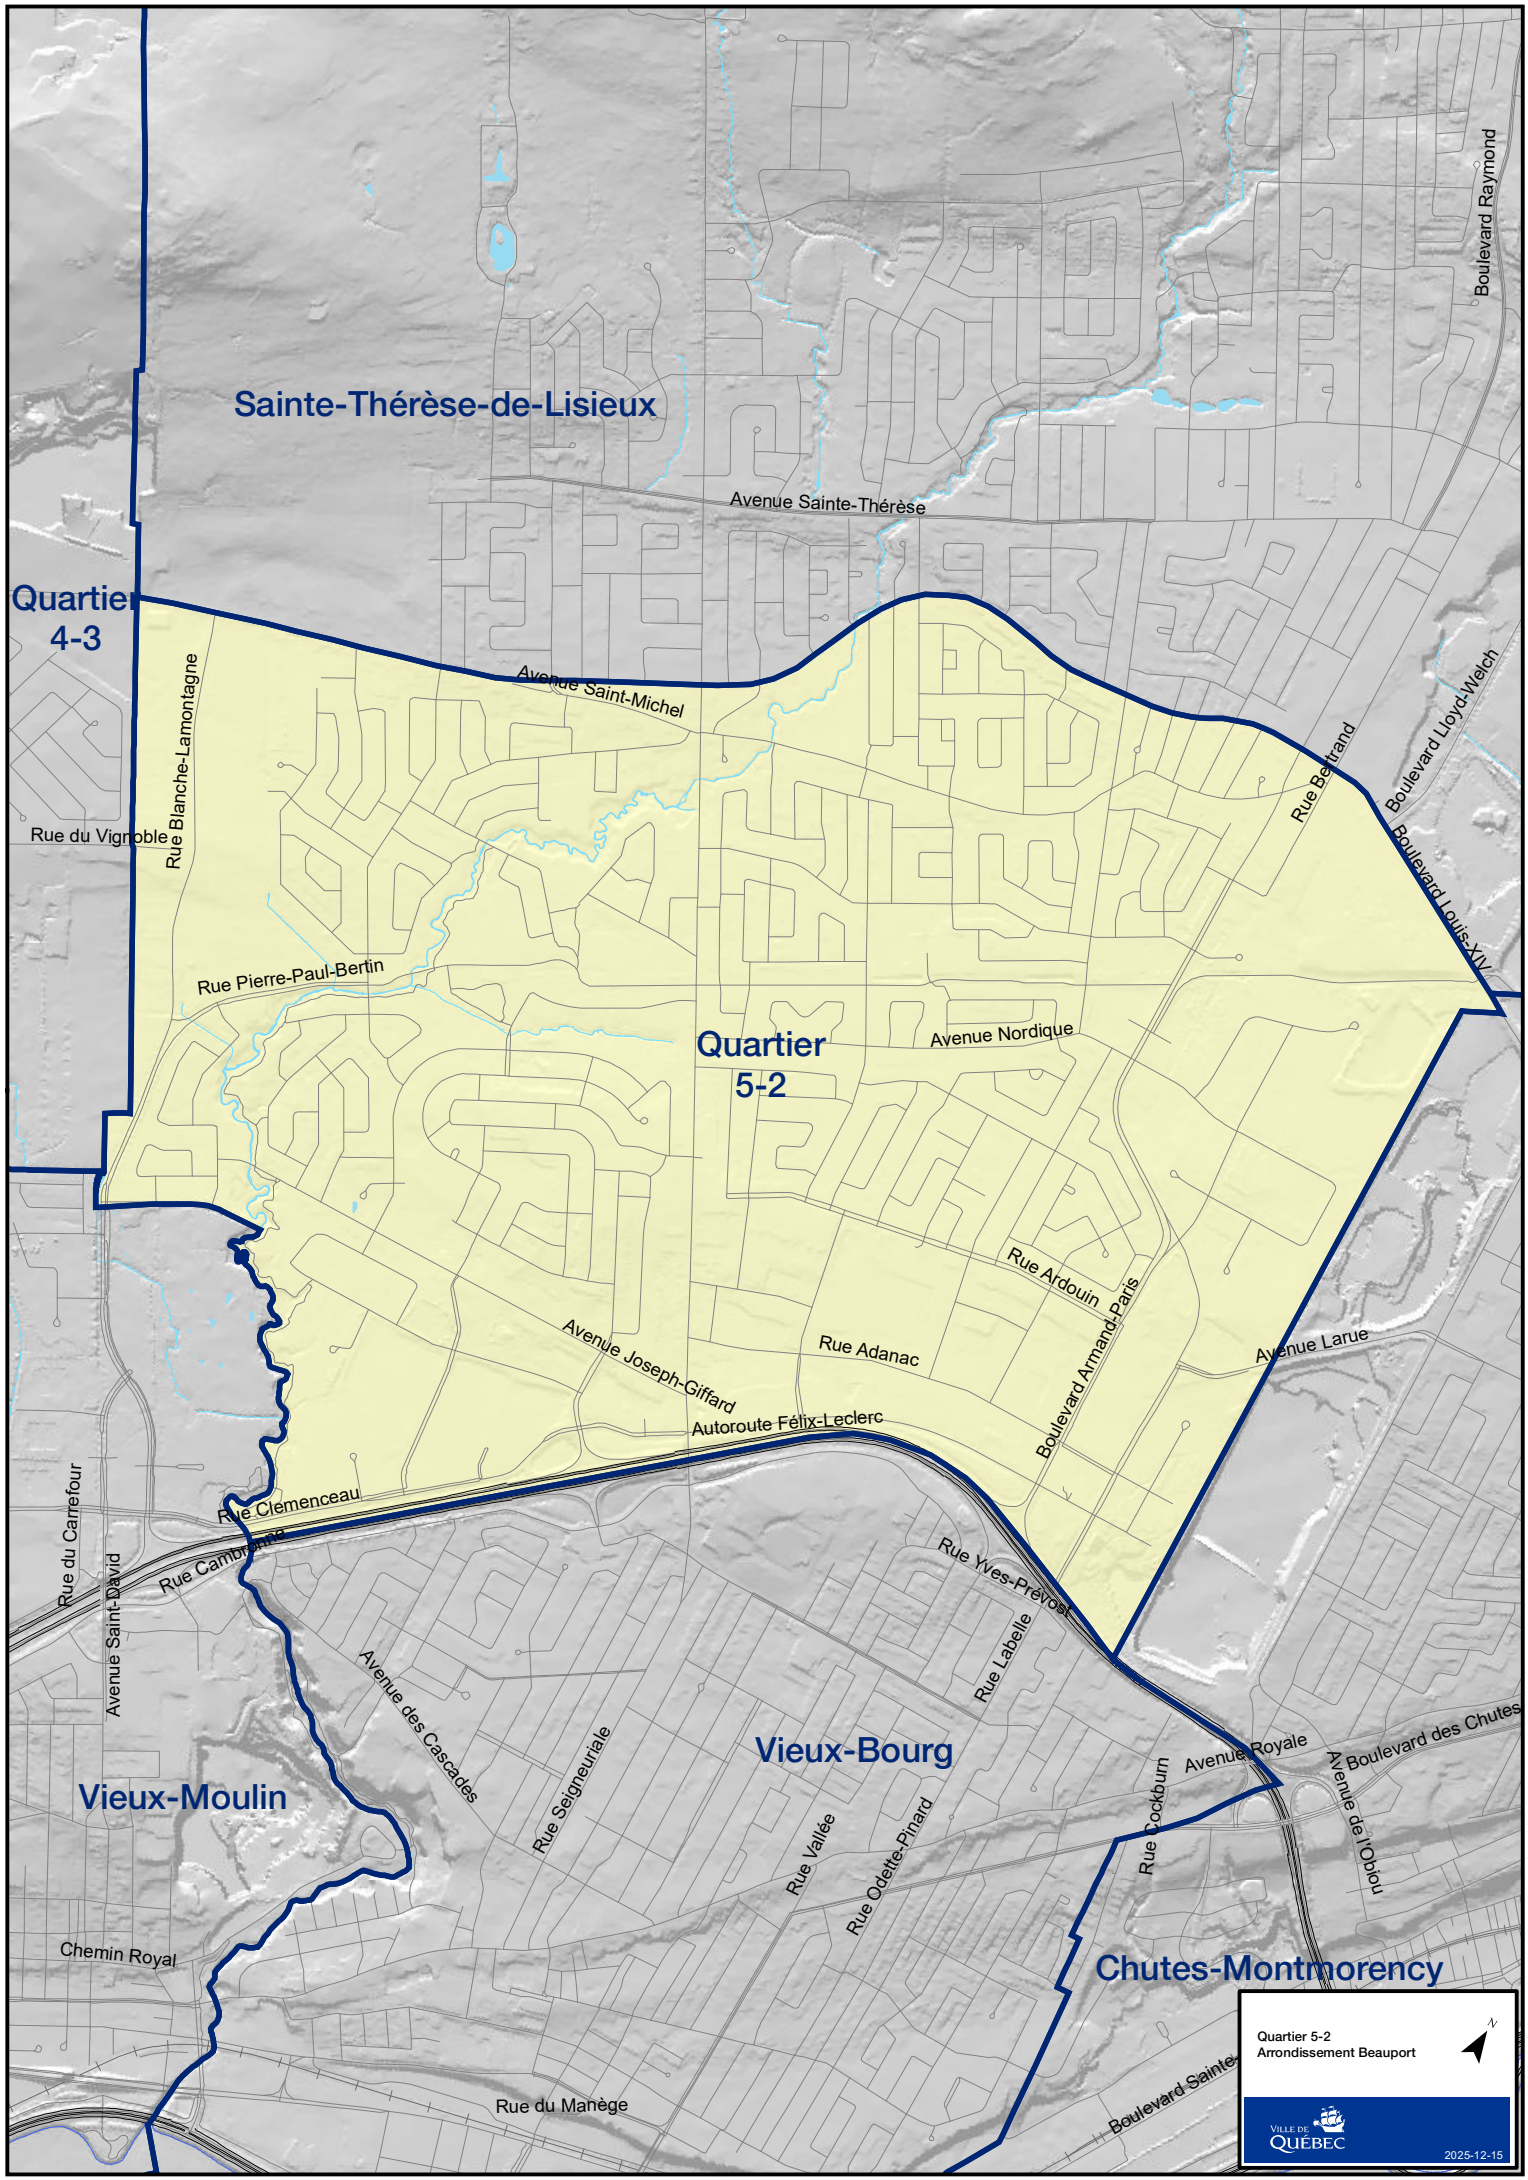 Boulevard Raymond
Sainte-Thérèse-de-Lisieux
Avenue Sainte-Thérèse
Quartier
4-3
Avenue Saint-Michel
Rue Blanche-Lamontagne
Boulevard Lloyd-Welch
Rue Bertrand
Rue du Vignoble
Boulevard Louis-XIV
Rue Pierre-Paul-Bertin
Avenue Nordique
Quartier
5-2
Rue Ardouin
Boulevard Armand-Paris
Avenue Joseph-Giffard
Rue Adanac
Avenue Larue
Autoroute Félix-Leclerc
Rue Clemenceau
Rue du Carrefour
Rue Cambronne
Avenue Saint-David
Rue Yves-Prévost
Rue Labelle
Avenue des Cascades
Rue Seigneuriale
Vieux-Bourg
Avenue Royale
Boulevard des Chutes
Vieux-Moulin
Rue Cockburn
Avenue de l'Obiou
Rue Vallée
Rue Odette-Pinard
Chemin Royal
Chutes-Montmorency
Rue du Manège
Boulevard Sainte-
N
Quartier 5-2
Arrondissement Beauport
VILLE DE
QUÉBEC
2025-12-15